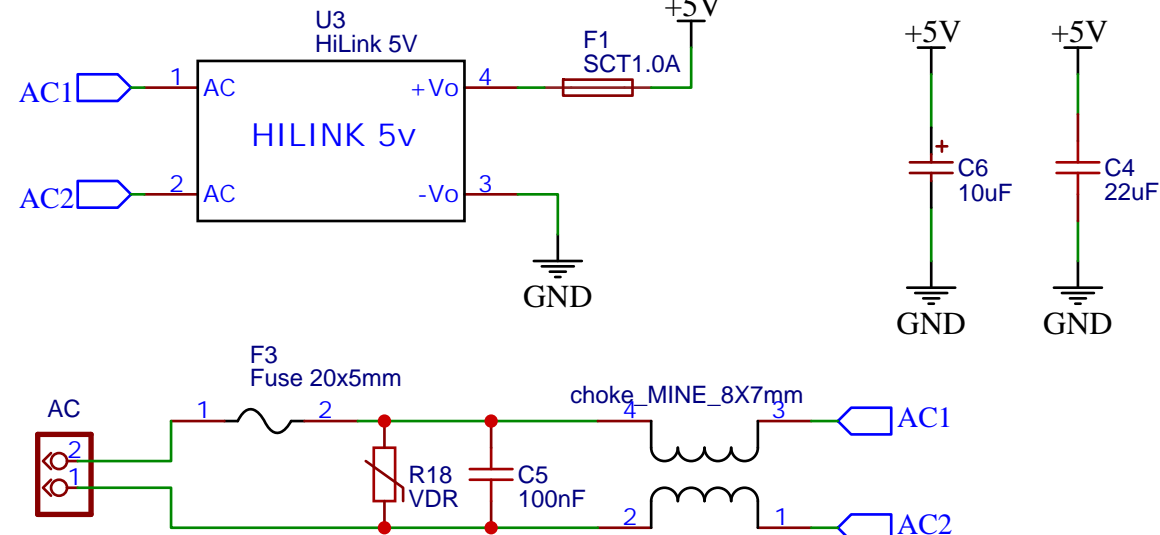 +5V
U3
HiLink 5V
F1
SCT1.0A
AC1
1
AC
+Vo
4
HILINK 5v
AC2
2
AC
-Vo
3
GND
+5V
+
C6
10uF
GND
+5V
C4
22uF
GND
F3
Fuse 20x5mm
AC
2
1
1
2
R18
VDR
C5
100nF
choke_MINE_8X7mm
4
3
AC1
2
1
AC2